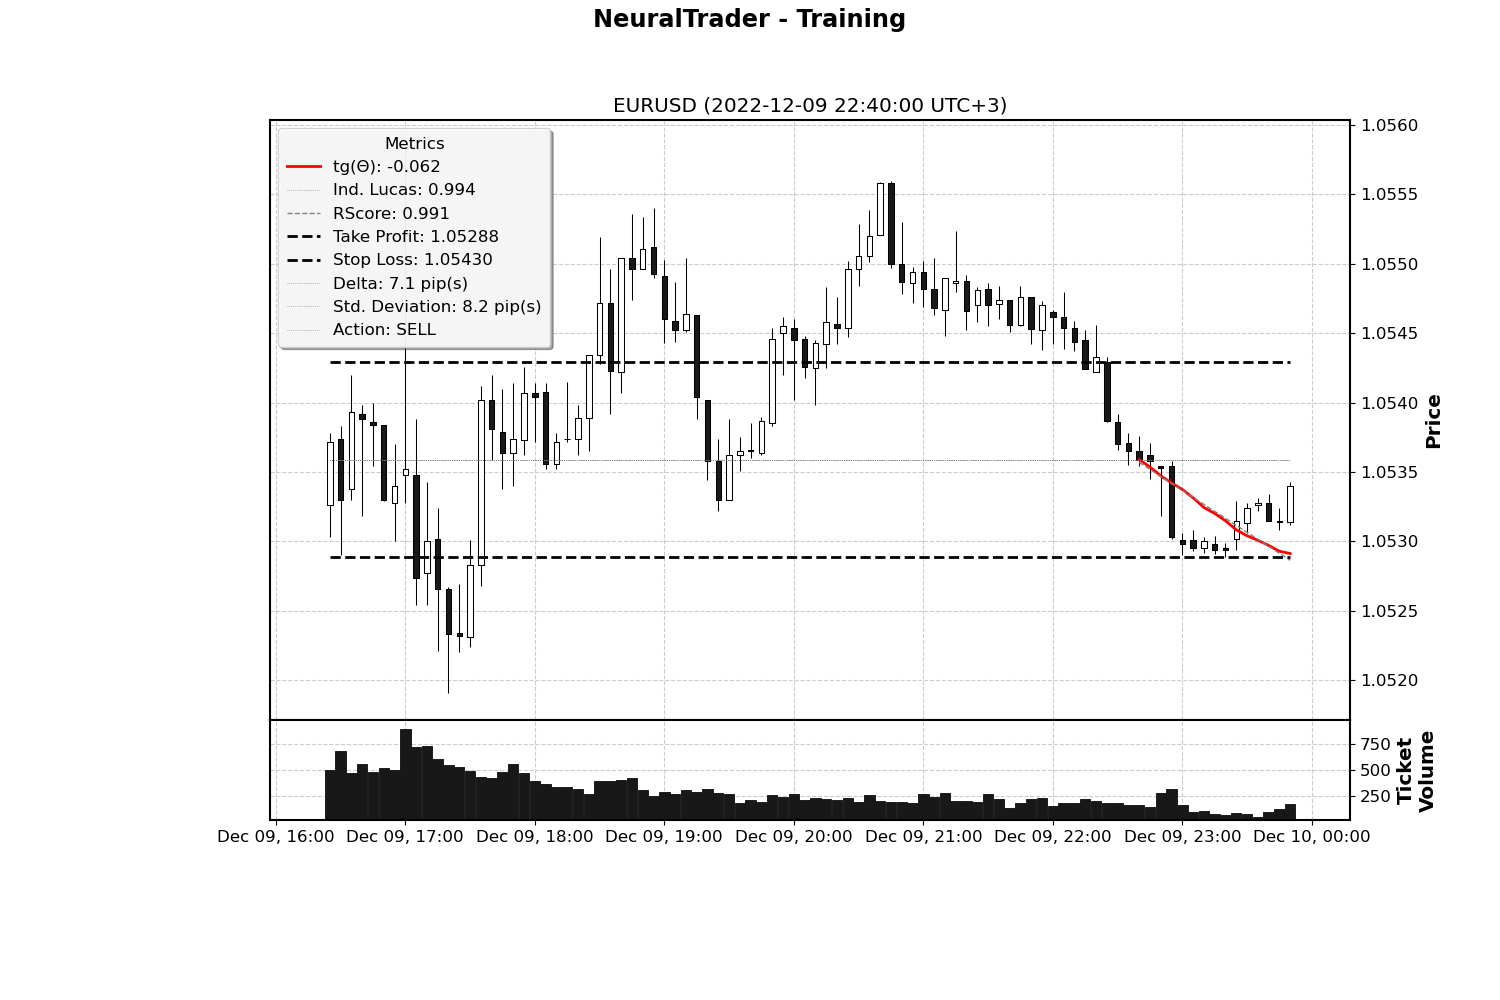 NeuralTrader - Training
EURUSD (2022-12-09 22:40:00 UTC+3)
Metrics
tg(Θ): -0.062
Ind. Lucas: 0.994
RScore: 0.991
Take Profit: 1.05288
Stop Loss: 1.05430
Delta: 7.1 pip(s)
Std. Deviation: 8.2 pip(s)
Action: SELL
1.0560
1.0555
1.0550
1.0545
1.0540
1.0535
1.0530
1.0525
1.0520
Price
750
500
250
Ticket
Volume
Dec 09, 16:00
Dec 09, 17:00
Dec 09, 18:00
Dec 09, 19:00
Dec 09, 20:00
Dec 09, 21:00
Dec 09, 22:00
Dec 09, 23:00
Dec 10, 00:00